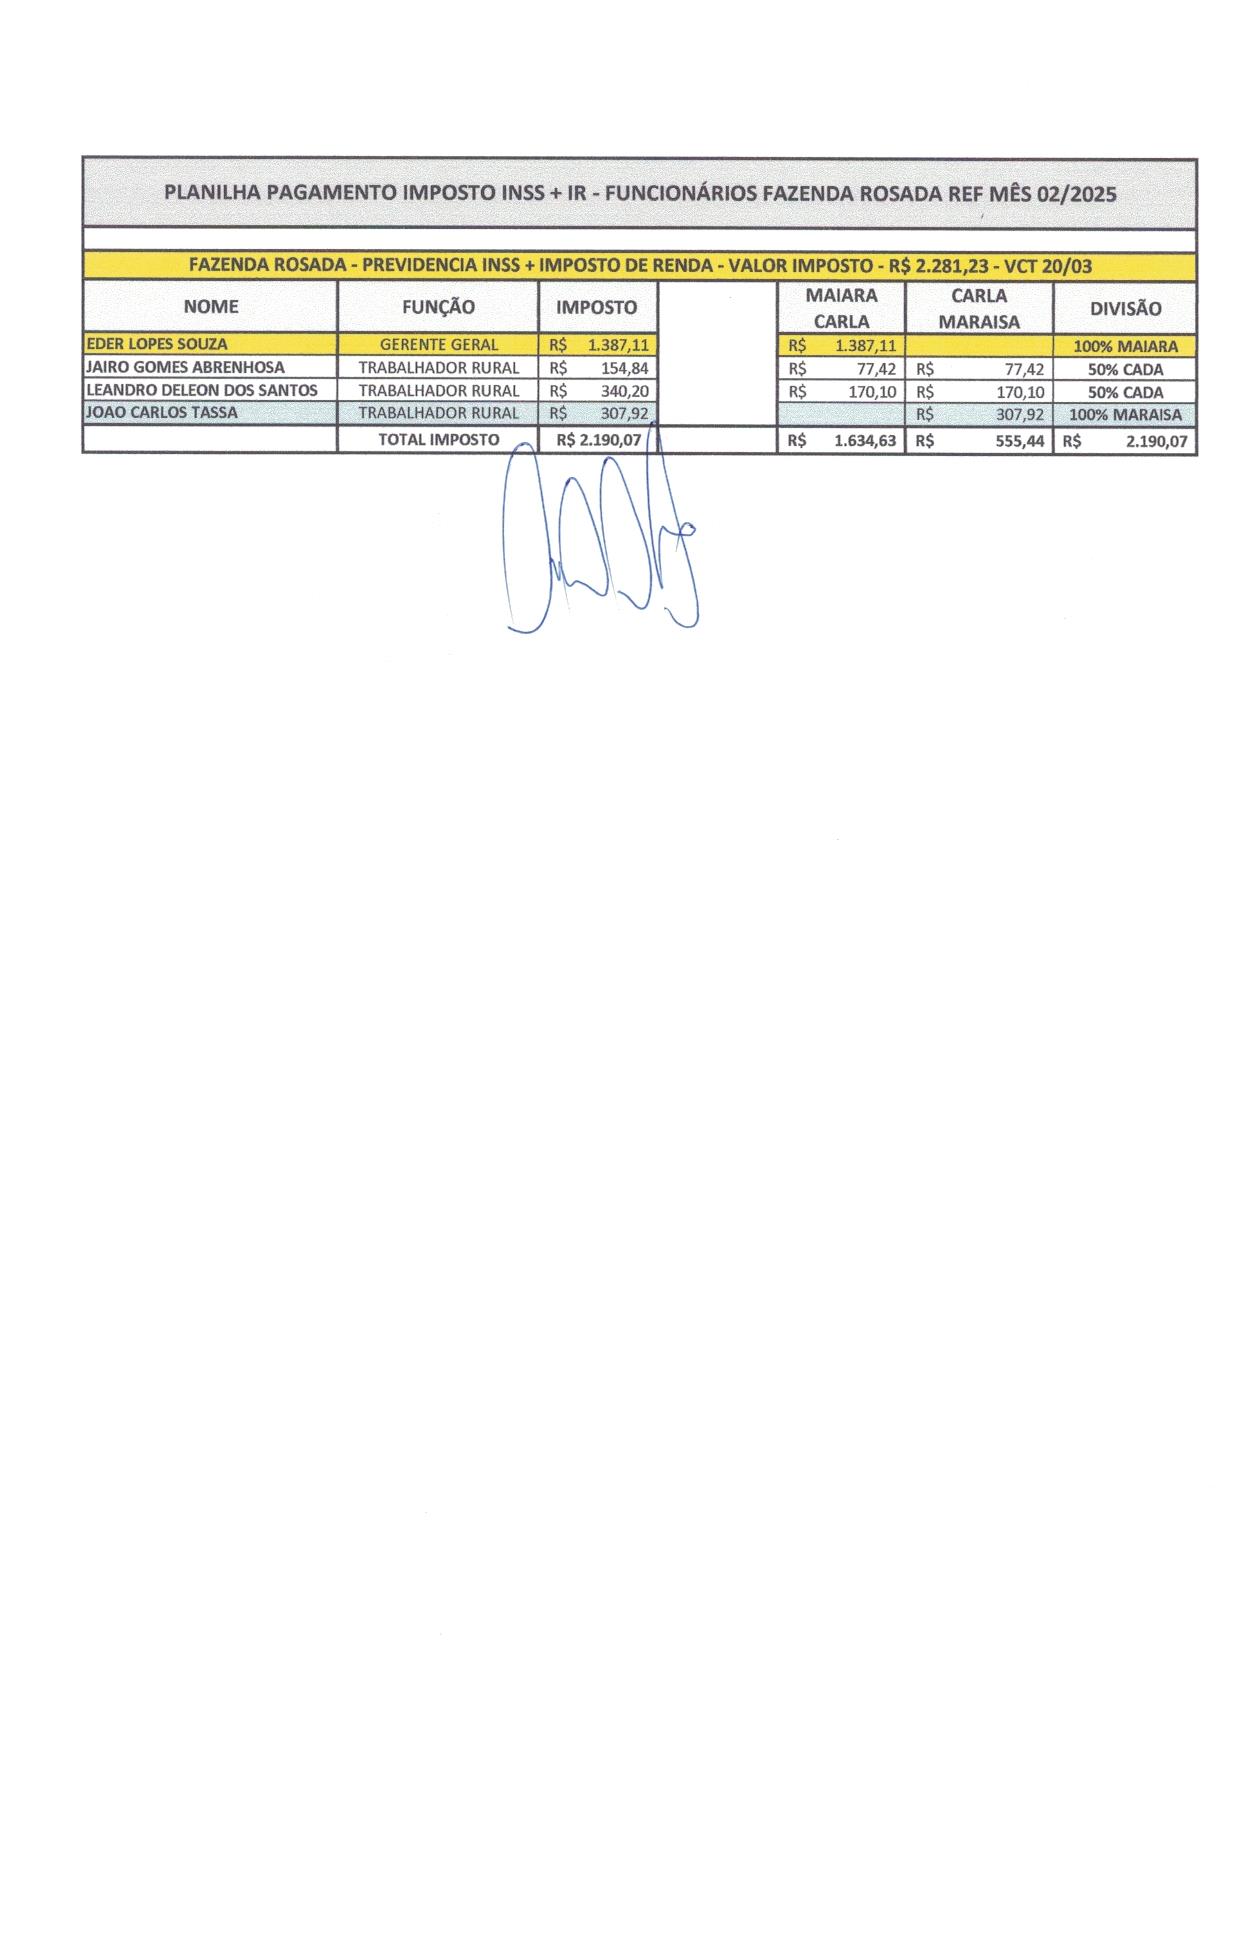 PLANILHA PAGAMENTO IMPOSTO INSS + IR - FUNCIONÁRIOS FAZENDA ROSADA REF MÊS 02/2025
FAZENDA ROSADA - PREVIDENCIA INSS + IMPOSTO DE RENDA - VALOR IMPOSTO - R$ 2.281,23 - VCT 20/03
NOME FUNÇÃO IMPOSTO MAIARA CARLA CARLA MARAISA DIVISÃO
EDER LOPES SOUZA GERENTE GERAL R$ 1.387,11 R$ 1.387,11 100% MAIARA
JAIRO GOMES ABRENHOSA TRABALHADOR RURAL R$ 154,84 R$ 77,42 R$ 77,42 50% CADA
LEANDRO DELEON DOS SANTOS TRABALHADOR RURAL R$ 340,20 R$ 170,10 R$ 170,10 50% CADA
JOAO CARLOS TASSA TRABALHADOR RURAL R$ 307,92 R$ 307,92 100% MARAISA
TOTAL IMPOSTO R$ 2.190,07 R$ 1.634,63 R$ 555,44 R$ 2.190,07